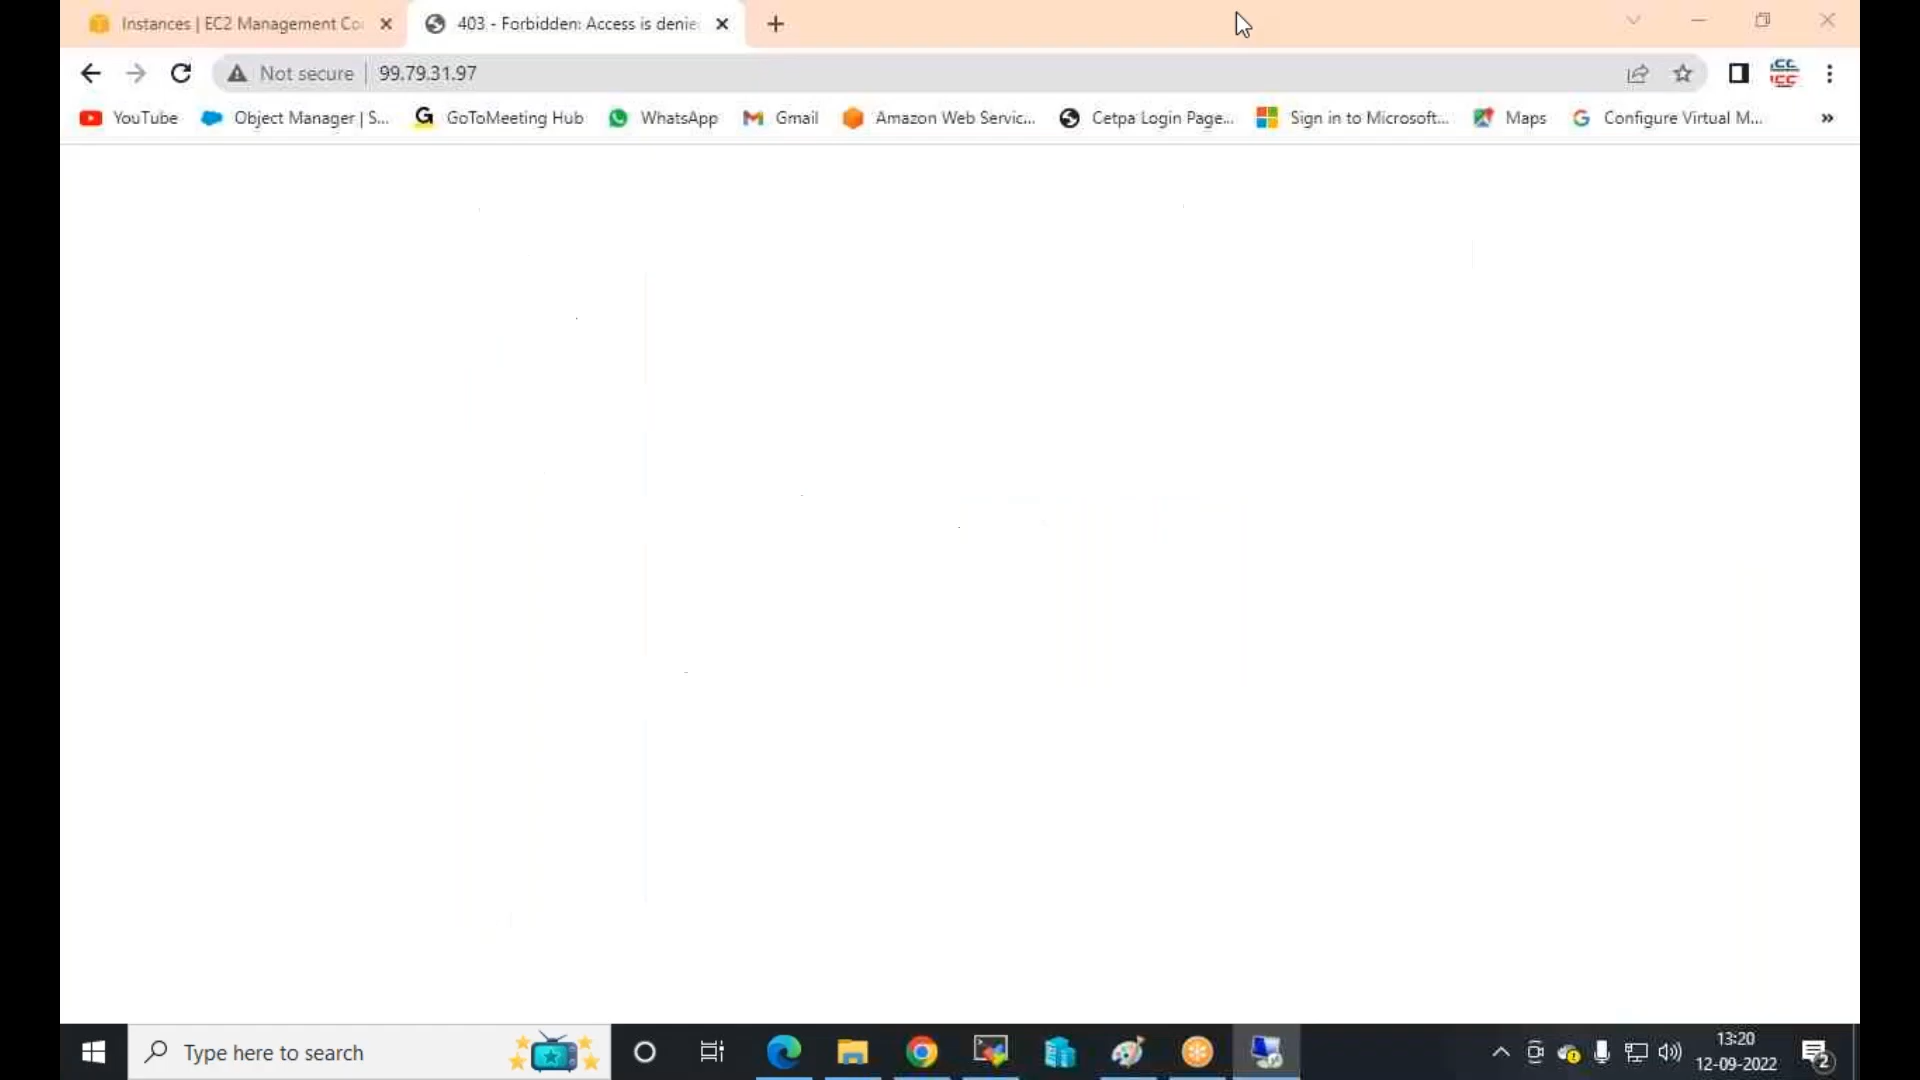 Instances | EC2 Management Co
403 - Forbidden: Access is denie
Not secure
99.79.31.97
YouTube
Object Manager | S...
GoToMeeting Hub
WhatsApp
Gmail
Amazon Web Servic...
Cetpa Login Page...
Sign in to Microsoft...
Maps
Configure Virtual M...
Type here to search
13:20
12-09-2022
2